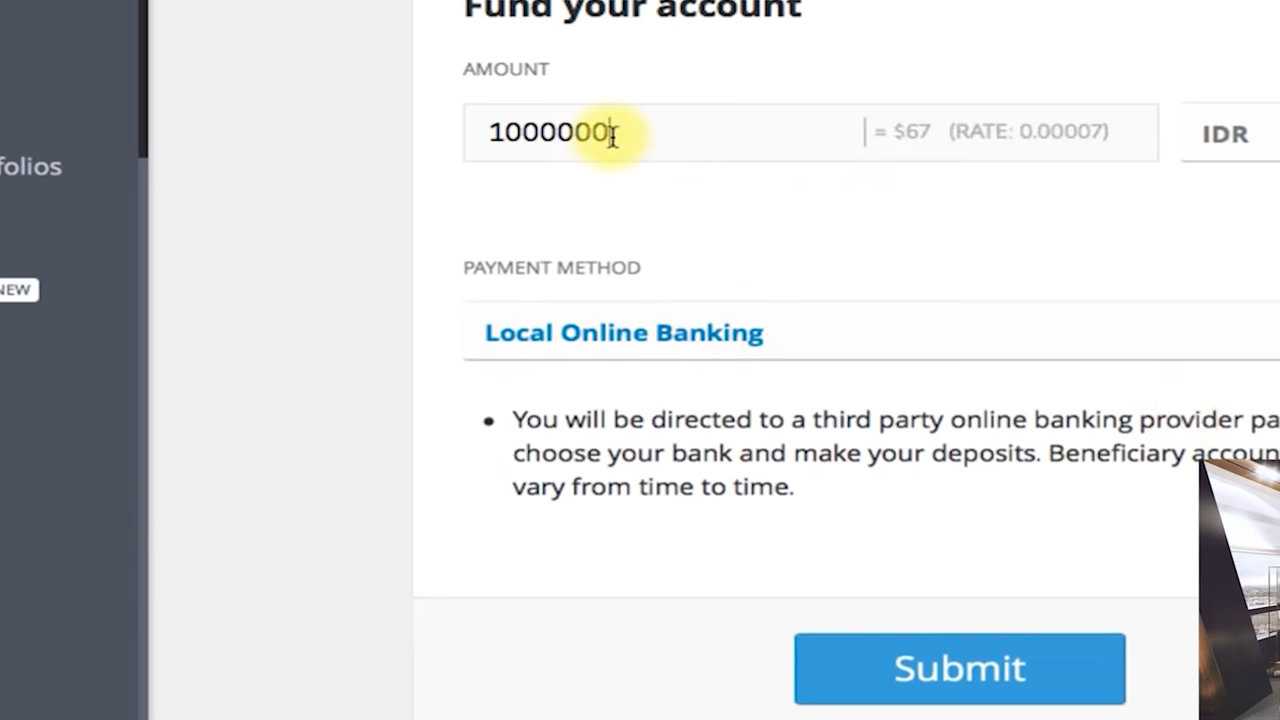 Fund your account
AMOUNT
1000000 = $67 (RATE: 0.00007) IDR
folios
PAYMENT METHOD
NEW
Local Online Banking
• You will be directed to a third party online banking provider pa
choose your bank and make your deposits. Beneficiary accoun
vary from time to time.
Submit